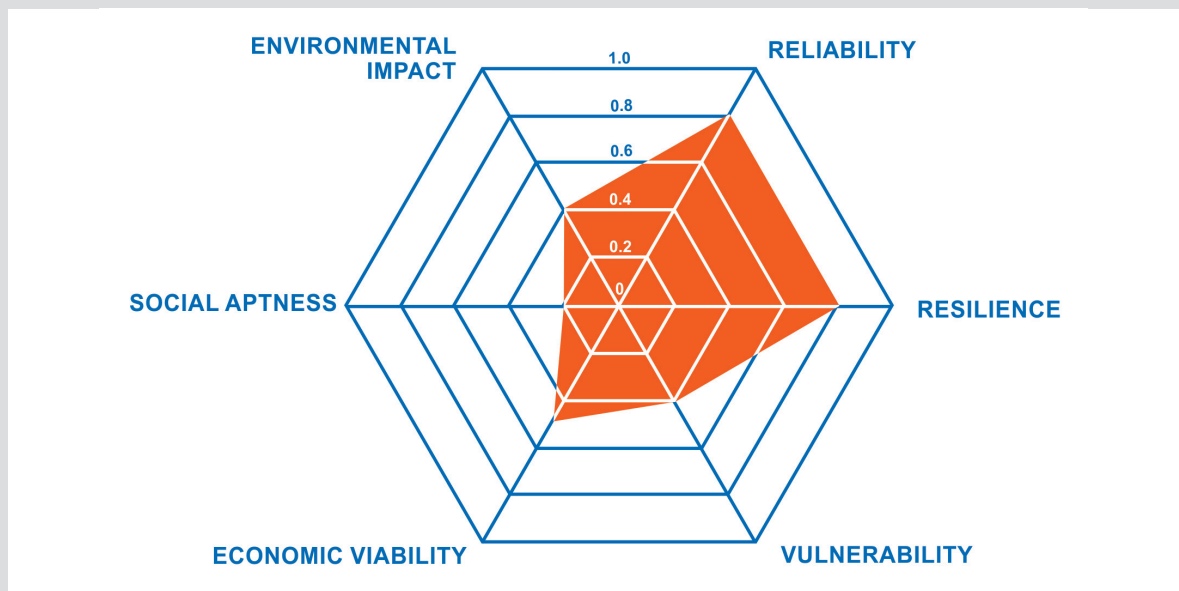 ENVIRONMENTAL
IMPACT
1.0
RELIABILITY
0.8
0.6
0.4
0.2
0
SOCIAL APTNESS
RESILIENCE
ECONOMIC VIABILITY
VULNERABILITY